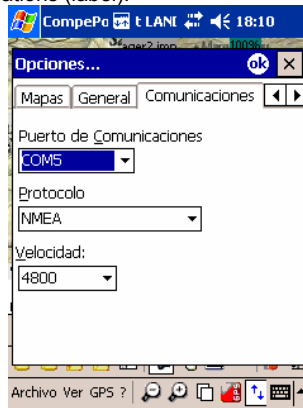 CompePo t LANI 18:10
100%
Opciones... ok
Mapas General Comunicaciones
Puerto de Comunicaciones
COM5
Protocolo
NMEA
Velocidad:
4800
Archivo Ver GPS ?